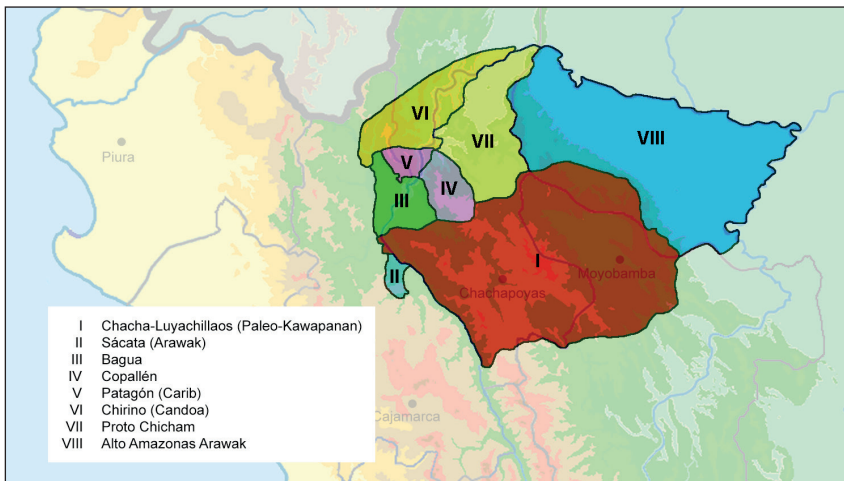 VI
VII
VIII
Piura
V
IV
III
I
Moyobamba
II
Chachapoyas
I Chacha-Luyachillaos (Paleo-Kawapanan)
II Sácata (Arawak)
III Bagua
IV Copallén
V Patagón (Carib)
VI Chirino (Candoa)
VII Proto Chicham
VIII Alto Amazonas Arawak
Cajamarca